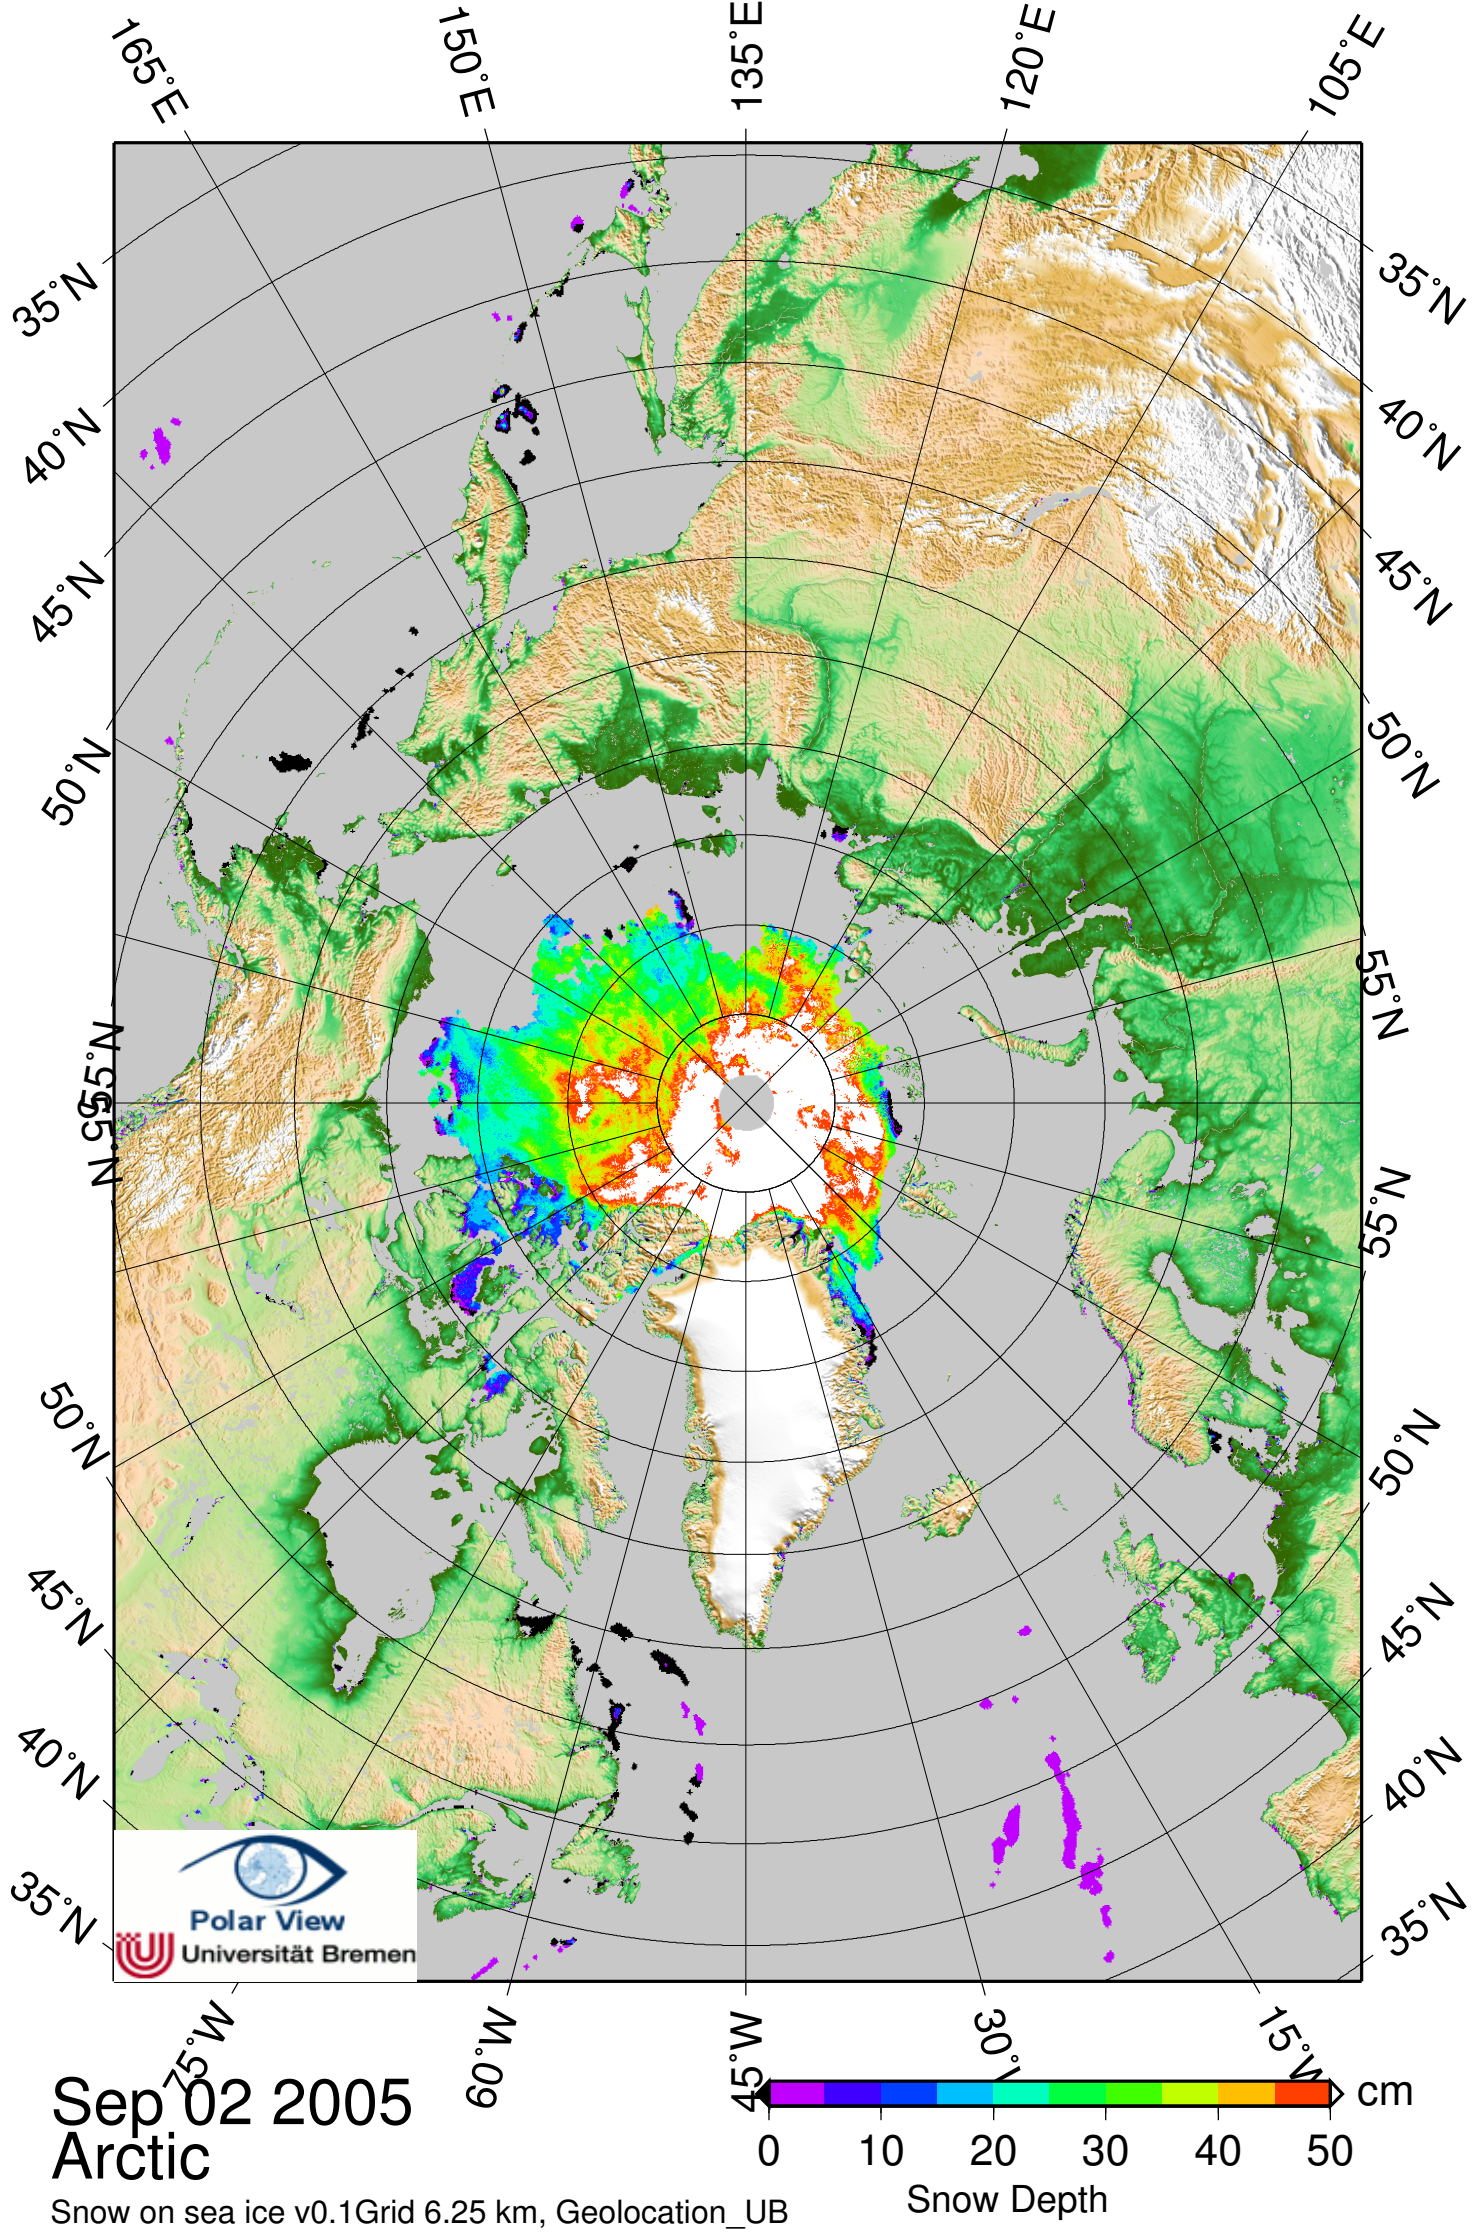 165°E 150°E 135°E 120°E 105°E
35°N 35°N
40°N 40°N
45°N 45°N
50°N 50°N
55°N 55°N
55°N 55°N
50°N 50°N
45°N 45°N
40°N 40°N
35°N 35°N
Polar View
Universität Bremen
75°W 60°W 45°W 30°W 15°W
Sep 02 2005
Arctic
cm
0 10 20 30 40 50
Snow Depth
Snow on sea ice v0.1Grid 6.25 km, Geolocation_UB